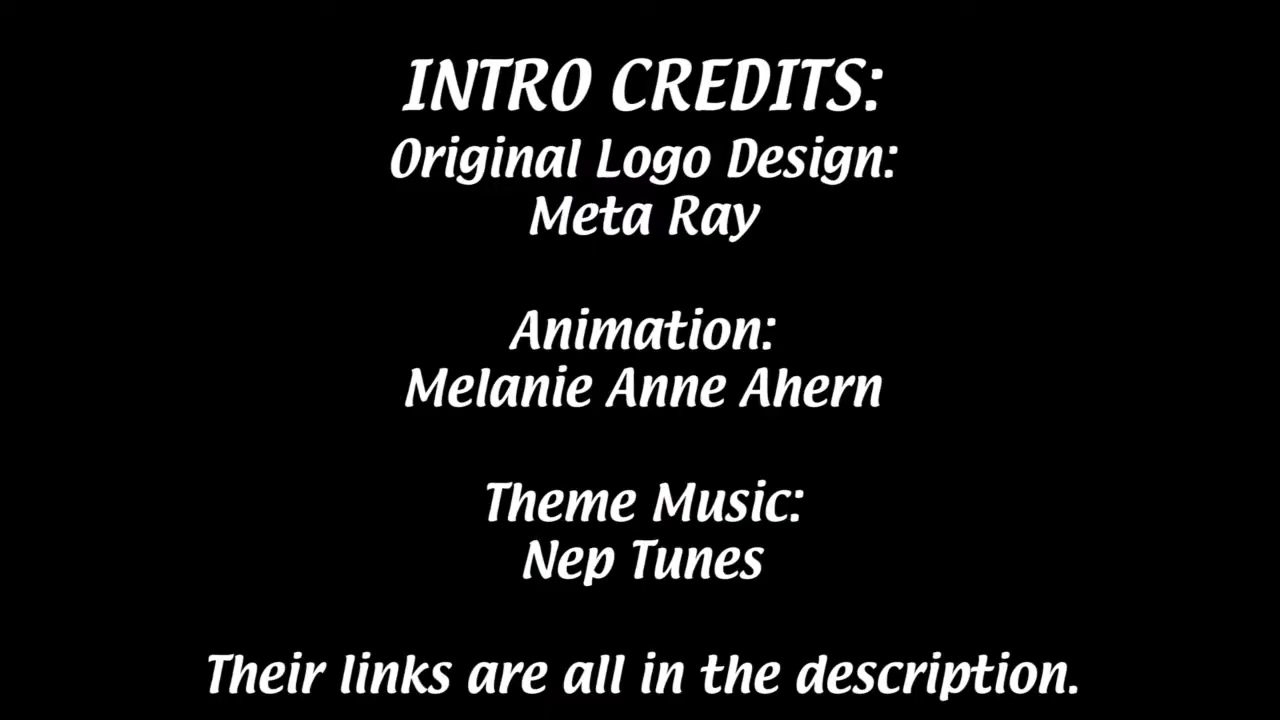 INTRO CREDITS:
Original Logo Design:
Meta Ray
Animation:
Melanie Anne Ahern
Theme Music:
Nep Tunes
Their links are all in the description.